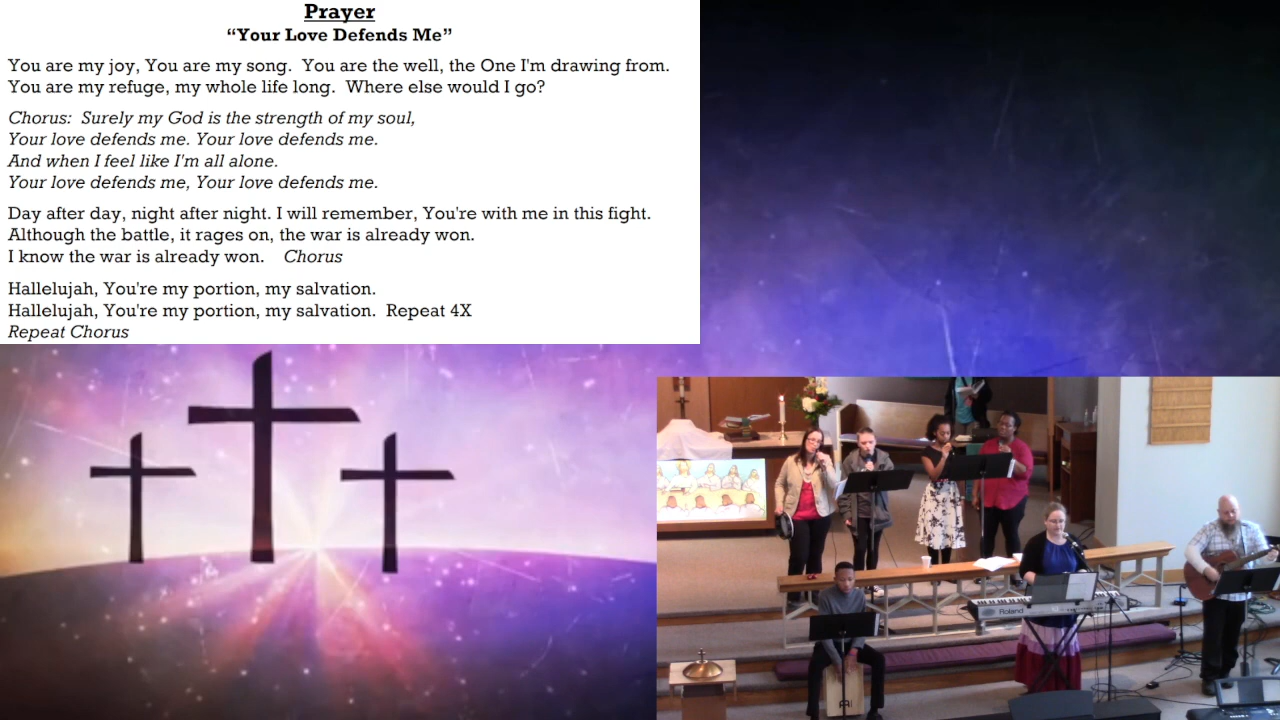 Prayer
“Your Love Defends Me”
You are my joy, You are my song.  You are the well, the One I'm drawing from.
You are my refuge, my whole life long.  Where else would I go?
Chorus:  Surely my God is the strength of my soul,
Your love defends me. Your love defends me.
And when I feel like I'm all alone.
Your love defends me, Your love defends me.
Day after day, night after night. I will remember, You're with me in this fight.
Although the battle, it rages on, the war is already won.
I know the war is already won.    Chorus
Hallelujah, You're my portion, my salvation.
Hallelujah, You're my portion, my salvation.  Repeat 4X
Repeat Chorus
Roland